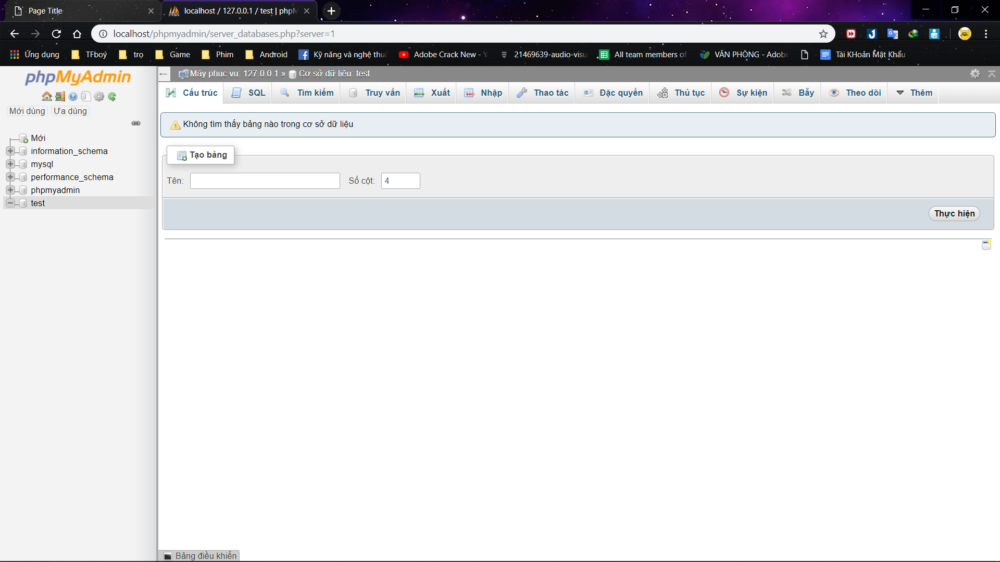 Page Title
localhost / 127.0.0.1 / test | phpM
localhost/phpmyadmin/server_databases.php?server=1
Ứng dụng TFboý tro Game Phim Android Kỹ năng và nghệ thu Adobe Crack New - Y 21469639-audio-visu All team members of VĂN PHÒNG - Adobe Tài KHoản Mật Khẩu
phpMyAdmin
Mới dùng Ưa dùng
Mới
information_schema
mysql
performance_schema
phpmyadmin
test
Máy phục vụ: 127.0.0.1 » Cơ sở dữ liệu: test
Cấu trúc SQL Tìm kiếm Truy vấn Xuất Nhập Thao tác Đặc quyền Thủ tục Sự kiện Bẫy Theo dõi Thêm
Không tìm thấy bảng nào trong cơ sở dữ liệu
Tạo bảng
Tên: Số cột: 4
Thực hiện
Bảng điều khiển